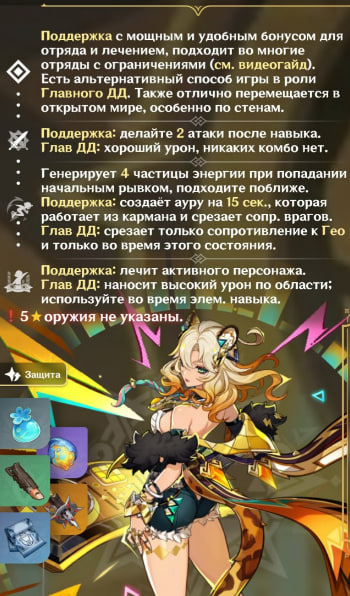 Поддержка с мощным и удобным бонусом для
отряда и лечением, подходит во многие
отряды с ограничениями (см. видеогайд).
Есть альтернативный способ игры в роли
Главного ДД. Также отлично перемещается в
открытом мире, особенно по стенам.
Поддержка: делайте 2 атаки после навыка.
Глав ДД: хороший урон, никаких комбо нет.
Генерирует 4 частицы энергии при попадании
начальным рывком, подходите поближе.
Поддержка: создаёт ауру на 15 сек., которая
работает из кармана и срезает сопр. врагов.
Глав ДД: срезает только сопротивление к Гео
и только во время этого состояния.
Поддержка: лечит активного персонажа.
Глав ДД: наносит высокий урон по области;
используйте во время элем. навыка.
! 5★оружия не указаны.
Защита